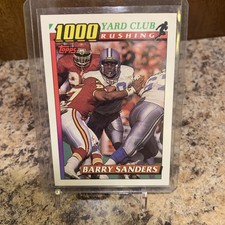 1000
YARD CLUB
RUSHING
Topps
BARRY SANDERS